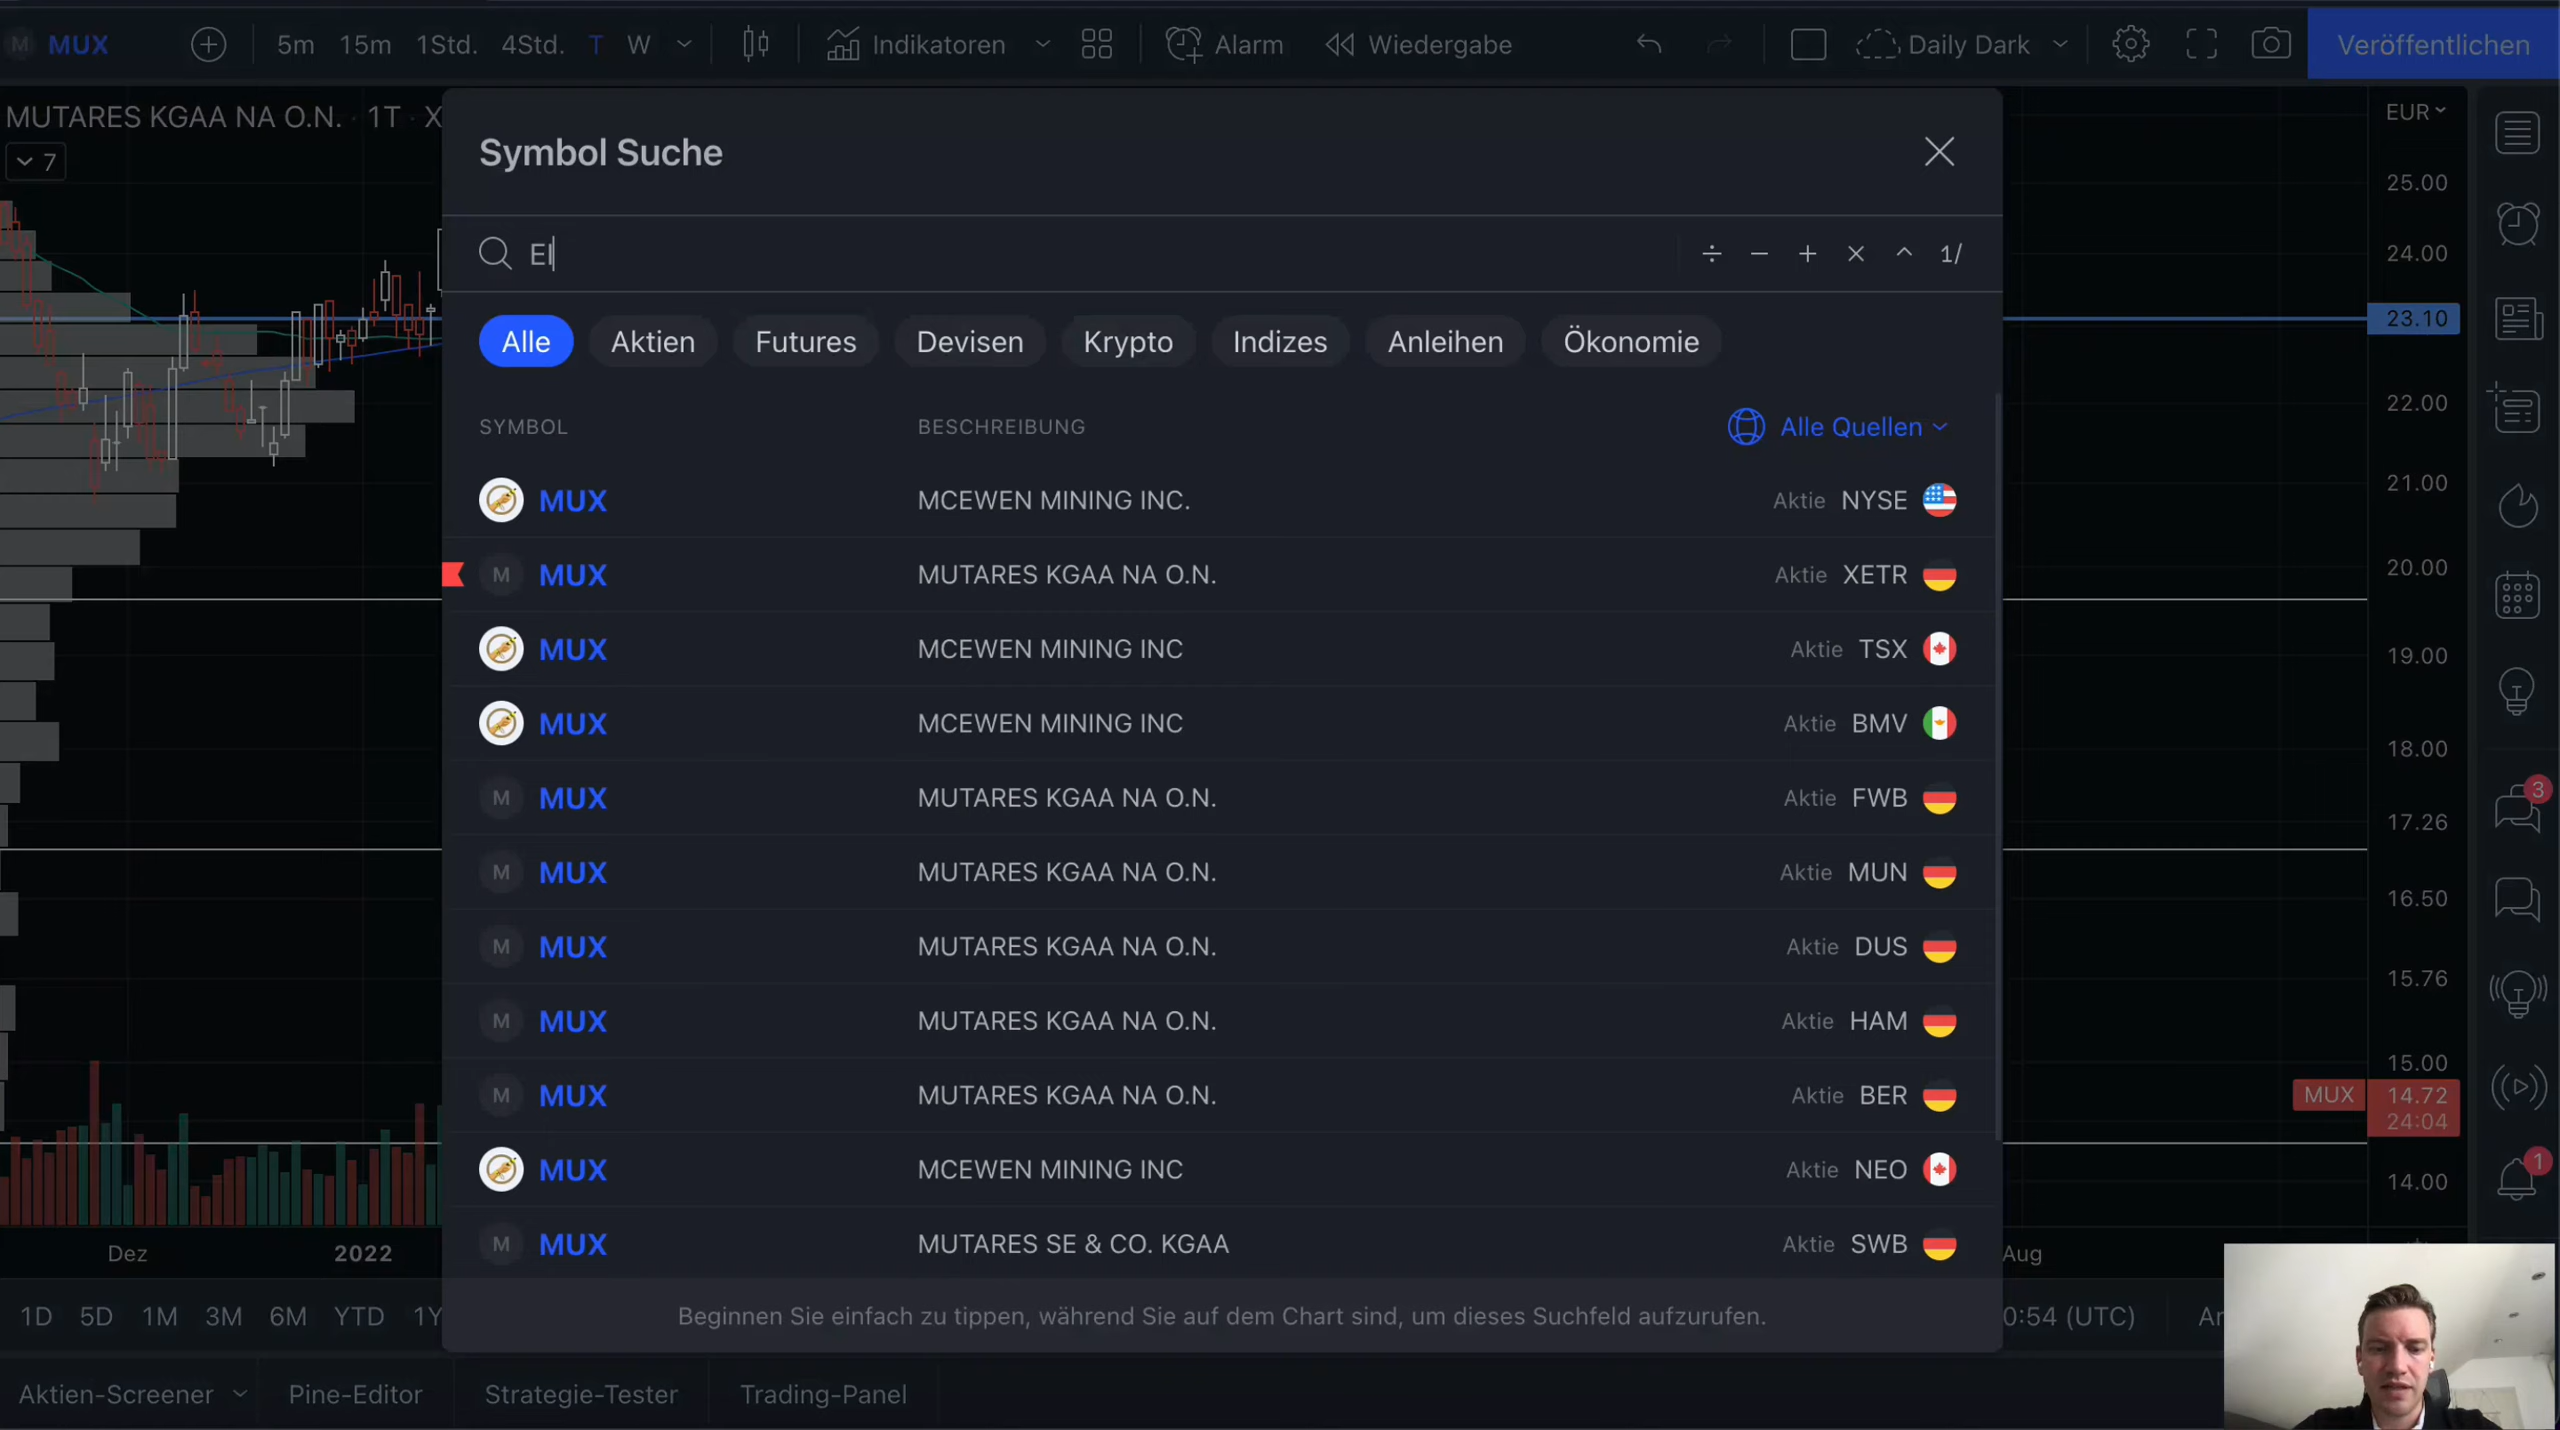 M MUX 5m 15m 1Std. 4Std. T W Indikatoren Alarm Wiedergabe Daily Dark Veröffentlichen
MUTARES KGAA NA O.N. · 1T · X
7
Symbol Suche
El
÷ − + × ^ 1/
Alle Aktien Futures Devisen Krypto Indizes Anleihen Ökonomie
SYMBOL BESCHREIBUNG Alle Quellen
MUX MCEWEN MINING INC. Aktie NYSE
M MUX MUTARES KGAA NA O.N. Aktie XETR
MUX MCEWEN MINING INC Aktie TSX
MUX MCEWEN MINING INC Aktie BMV
M MUX MUTARES KGAA NA O.N. Aktie FWB
M MUX MUTARES KGAA NA O.N. Aktie MUN
M MUX MUTARES KGAA NA O.N. Aktie DUS
M MUX MUTARES KGAA NA O.N. Aktie HAM
M MUX MUTARES KGAA NA O.N. Aktie BER
MUX MCEWEN MINING INC Aktie NEO
M MUX MUTARES SE & CO. KGAA Aktie SWB
Beginnen Sie einfach zu tippen, während Sie auf dem Chart sind, um dieses Suchfeld aufzurufen.
EUR
25.00
24.00
23.10
22.00
21.00
20.00
19.00
18.00
17.26
16.50
15.76
15.00
MUX 14.72
24:04
14.00
3
1
Dez 2022 Aug
1D 5D 1M 3M 6M YTD 1Y 0:54 (UTC)
Aktien-Screener Pine-Editor Strategie-Tester Trading-Panel